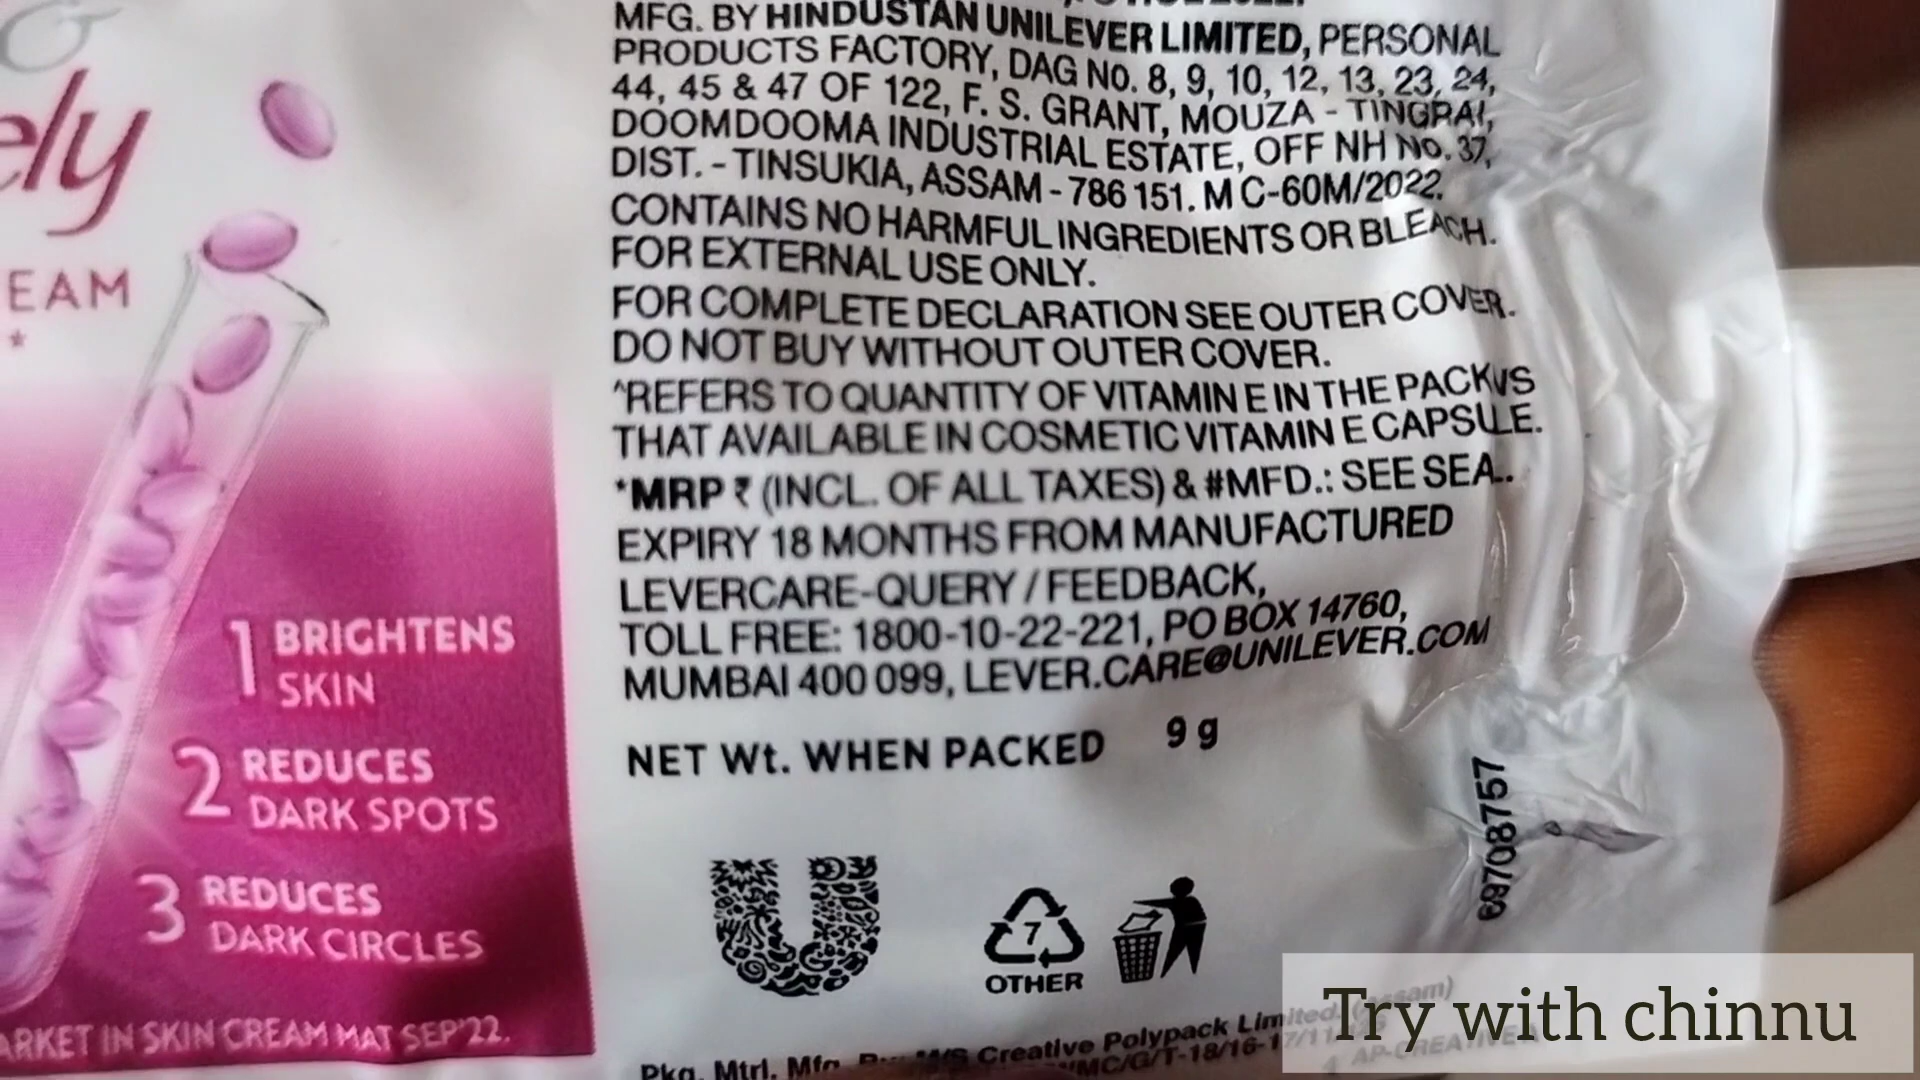 &
ely
EAM
*
1 BRIGHTENS
SKIN
2 REDUCES
DARK SPOTS
3 REDUCES
DARK CIRCLES
ARKET IN SKIN CREAM MAT SEP'22.
MFG. BY HINDUSTAN UNILEVER LIMITED, PERSONAL
PRODUCTS FACTORY, DAG NO. 8, 9, 10, 12, 13, 23, 24,
44, 45 & 47 OF 122, F. S. GRANT, MOUZA - TINGRAI,
DOOMDOOMA INDUSTRIAL ESTATE, OFF NH NO. 37,
DIST. - TINSUKIA, ASSAM - 786 151. M C-60M/2022.
CONTAINS NO HARMFUL INGREDIENTS OR BLEACH.
FOR EXTERNAL USE ONLY.
FOR COMPLETE DECLARATION SEE OUTER COVER.
DO NOT BUY WITHOUT OUTER COVER.
^REFERS TO QUANTITY OF VITAMIN E IN THE PACK VS
THAT AVAILABLE IN COSMETIC VITAMIN E CAPSULE.
*MRP ₹ (INCL. OF ALL TAXES) & #MFD.: SEE SEAL.
EXPIRY 18 MONTHS FROM MANUFACTURED
LEVERCARE-QUERY / FEEDBACK,
TOLL FREE: 1800-10-22-221, PO BOX 14760,
MUMBAI 400 099, LEVER.CARE@UNILEVER.COM
NET Wt. WHEN PACKED 9 g
69708757
7
OTHER
Pkg. Mtrl. Mfg. By: M/S Creative Polypack Limited.
Try with chinnu